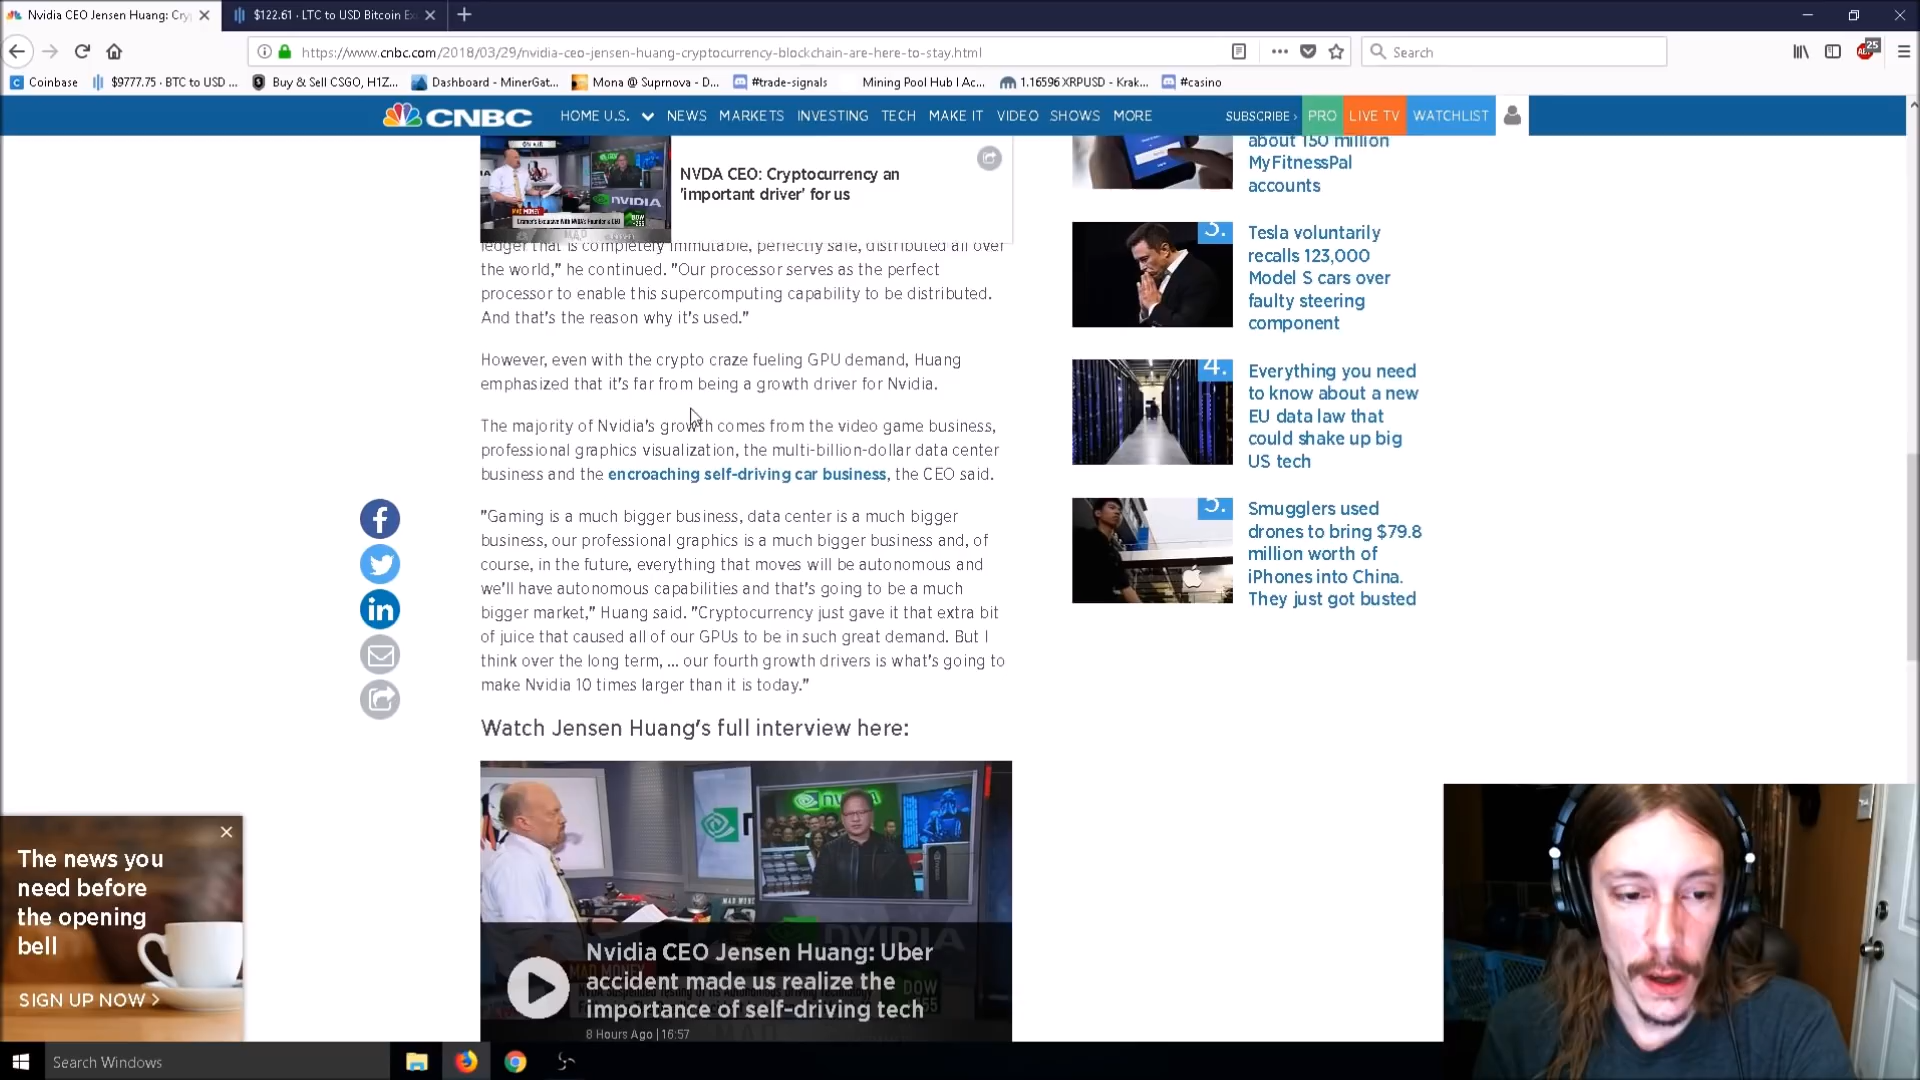 Nvidia CEO Jensen Huang: Cry
$122.61 · LTC to USD Bitcoin Ex
https://www.cnbc.com/2018/03/29/nvidia-ceo-jensen-huang-cryptocurrency-blockchain-are-here-to-stay.html
Search
25
Coinbase
$9777.75 · BTC to USD ...
Buy & Sell CSGO, H1Z...
Dashboard - MinerGat...
Mona @ Suprnova - D...
#trade-signals
Mining Pool Hub | Ac...
1.16596 XRPUSD - Krak...
#casino
CNBC
HOME U.S.
NEWS
MARKETS
INVESTING
TECH
MAKE IT
VIDEO
SHOWS
MORE
SUBSCRIBE ›
PRO
LIVE TV
WATCHLIST
NVDA CEO: Cryptocurrency an
'important driver' for us
NVIDIA
ledger that is completely immutable, perfectly safe, distributed all over
the world," he continued. "Our processor serves as the perfect
processor to enable this supercomputing capability to be distributed.
And that's the reason why it's used."
However, even with the crypto craze fueling GPU demand, Huang
emphasized that it's far from being a growth driver for Nvidia.
The majority of Nvidia's growth comes from the video game business,
professional graphics visualization, the multi-billion-dollar data center
business and the encroaching self-driving car business, the CEO said.
"Gaming is a much bigger business, data center is a much bigger
business, our professional graphics is a much bigger business and, of
course, in the future, everything that moves will be autonomous and
we'll have autonomous capabilities and that's going to be a much
bigger market," Huang said. "Cryptocurrency just gave it that extra bit
of juice that caused all of our GPUs to be in such great demand. But I
think over the long term, ... our fourth growth drivers is what's going to
make Nvidia 10 times larger than it is today."
Watch Jensen Huang's full interview here:
Nvidia CEO Jensen Huang: Uber
accident made us realize the
importance of self-driving tech
8 Hours Ago | 16:57
about 150 million
MyFitnessPal
accounts
3.
Tesla voluntarily
recalls 123,000
Model S cars over
faulty steering
component
4.
Everything you need
to know about a new
EU data law that
could shake up big
US tech
5.
Smugglers used
drones to bring $79.8
million worth of
iPhones into China.
They just got busted
The news you
need before
the opening
bell
SIGN UP NOW >
Search Windows